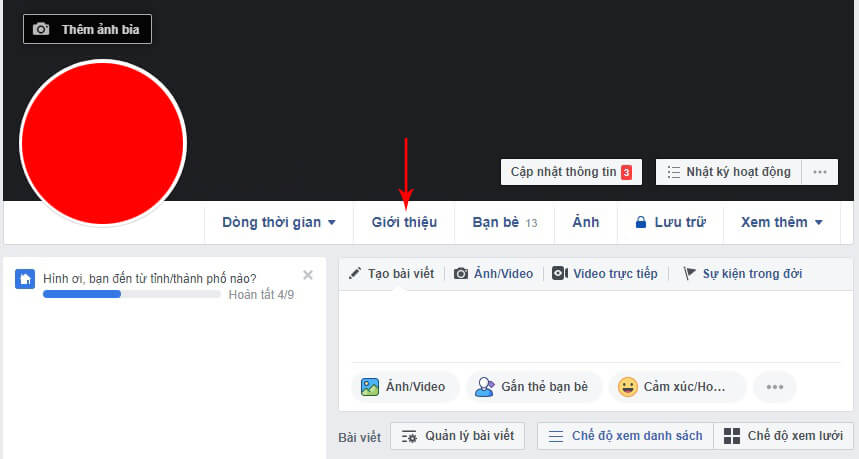 Thêm ảnh bìa
Cập nhật thông tin 3
Nhật ký hoạt động
Dòng thời gian
Giới thiệu
Bạn bè 13
Ảnh
Lưu trữ
Xem thêm
Hình ơi, bạn đến từ tỉnh/thành phố nào?
Hoàn tất 4/9
Tạo bài viết
Ảnh/Video
Video trực tiếp
Sự kiện trong đời
Ảnh/Video
Gắn thẻ bạn bè
Cảm xúc/Ho...
Bài viết
Quản lý bài viết
Chế độ xem danh sách
Chế độ xem lưới